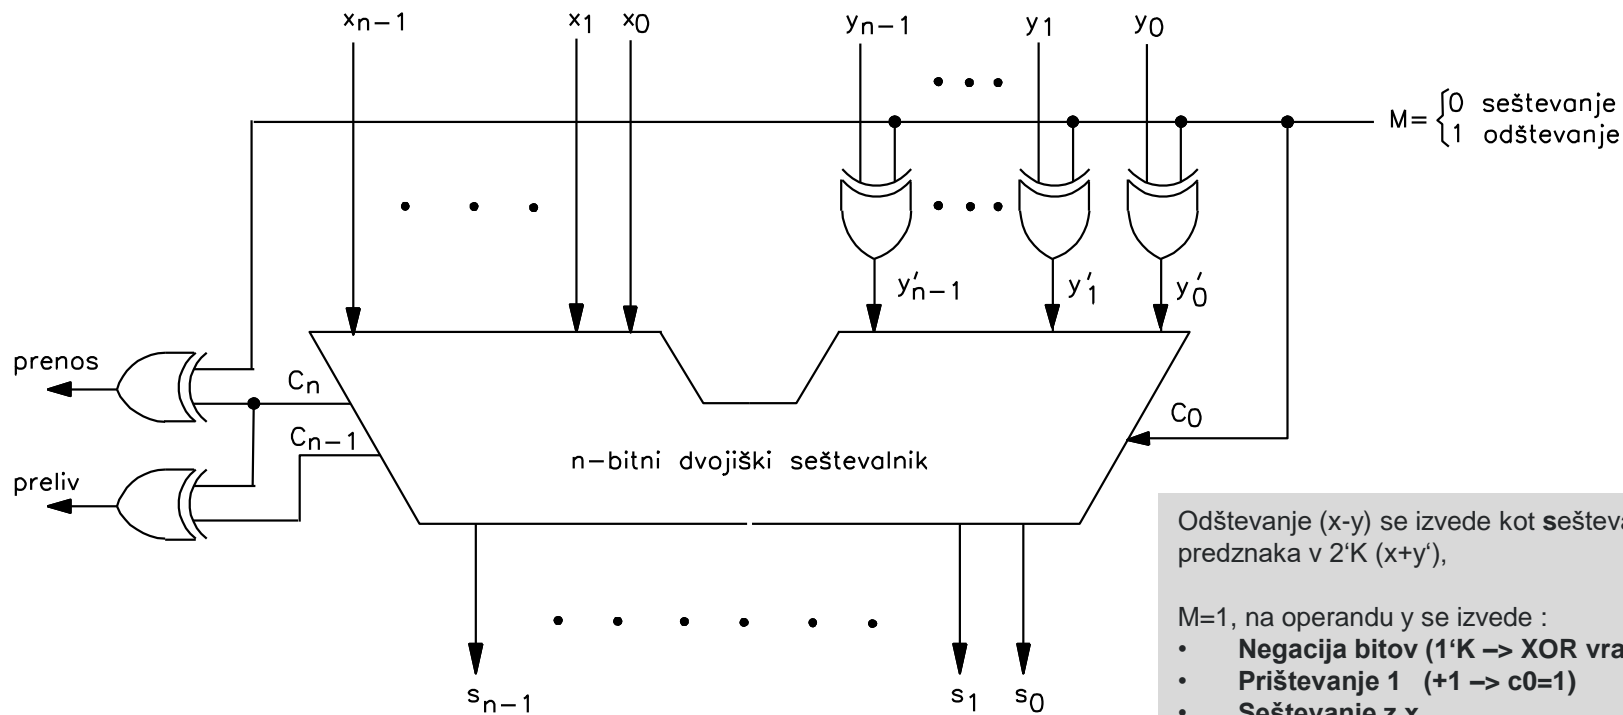 xn−1 x1 x0 yn−1 y1 y0
M= {0 seštevanje
1 odštevanje
y'n−1 y'1 y'0
prenos
Cn
C0
Cn−1
n−bitni dvojiški seštevalnik
preliv
Odštevanje (x-y) se izvede kot
predznaka v 2‘K (x+y‘),
M=1, na operandu y se izvede :
• Negacija bitov (1‘K –> XOR
• Prištevanje 1 (+1 –> c0=1)
• Seštevanje z x
sn−1 s1 s0